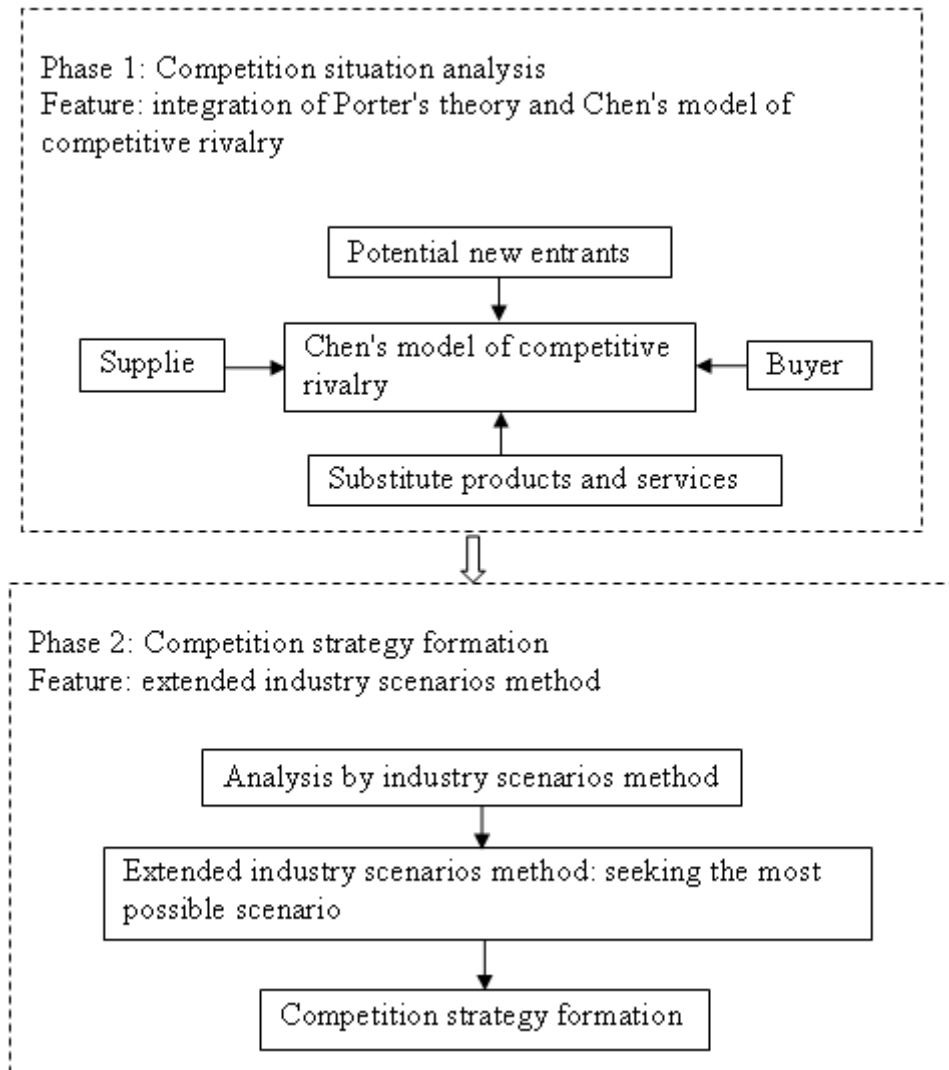 Phase 1: Competition situation analysis
Feature: integration of Porter's theory and Chen's model of
competitive rivalry
Potential new entrants
Supplie
Chen's model of competitive
rivalry
Buyer
Substitute products and services
Phase 2: Competition strategy formation
Feature: extended industry scenarios method
Analysis by industry scenarios method
Extended industry scenarios method: seeking the most
possible scenario
Competition strategy formation